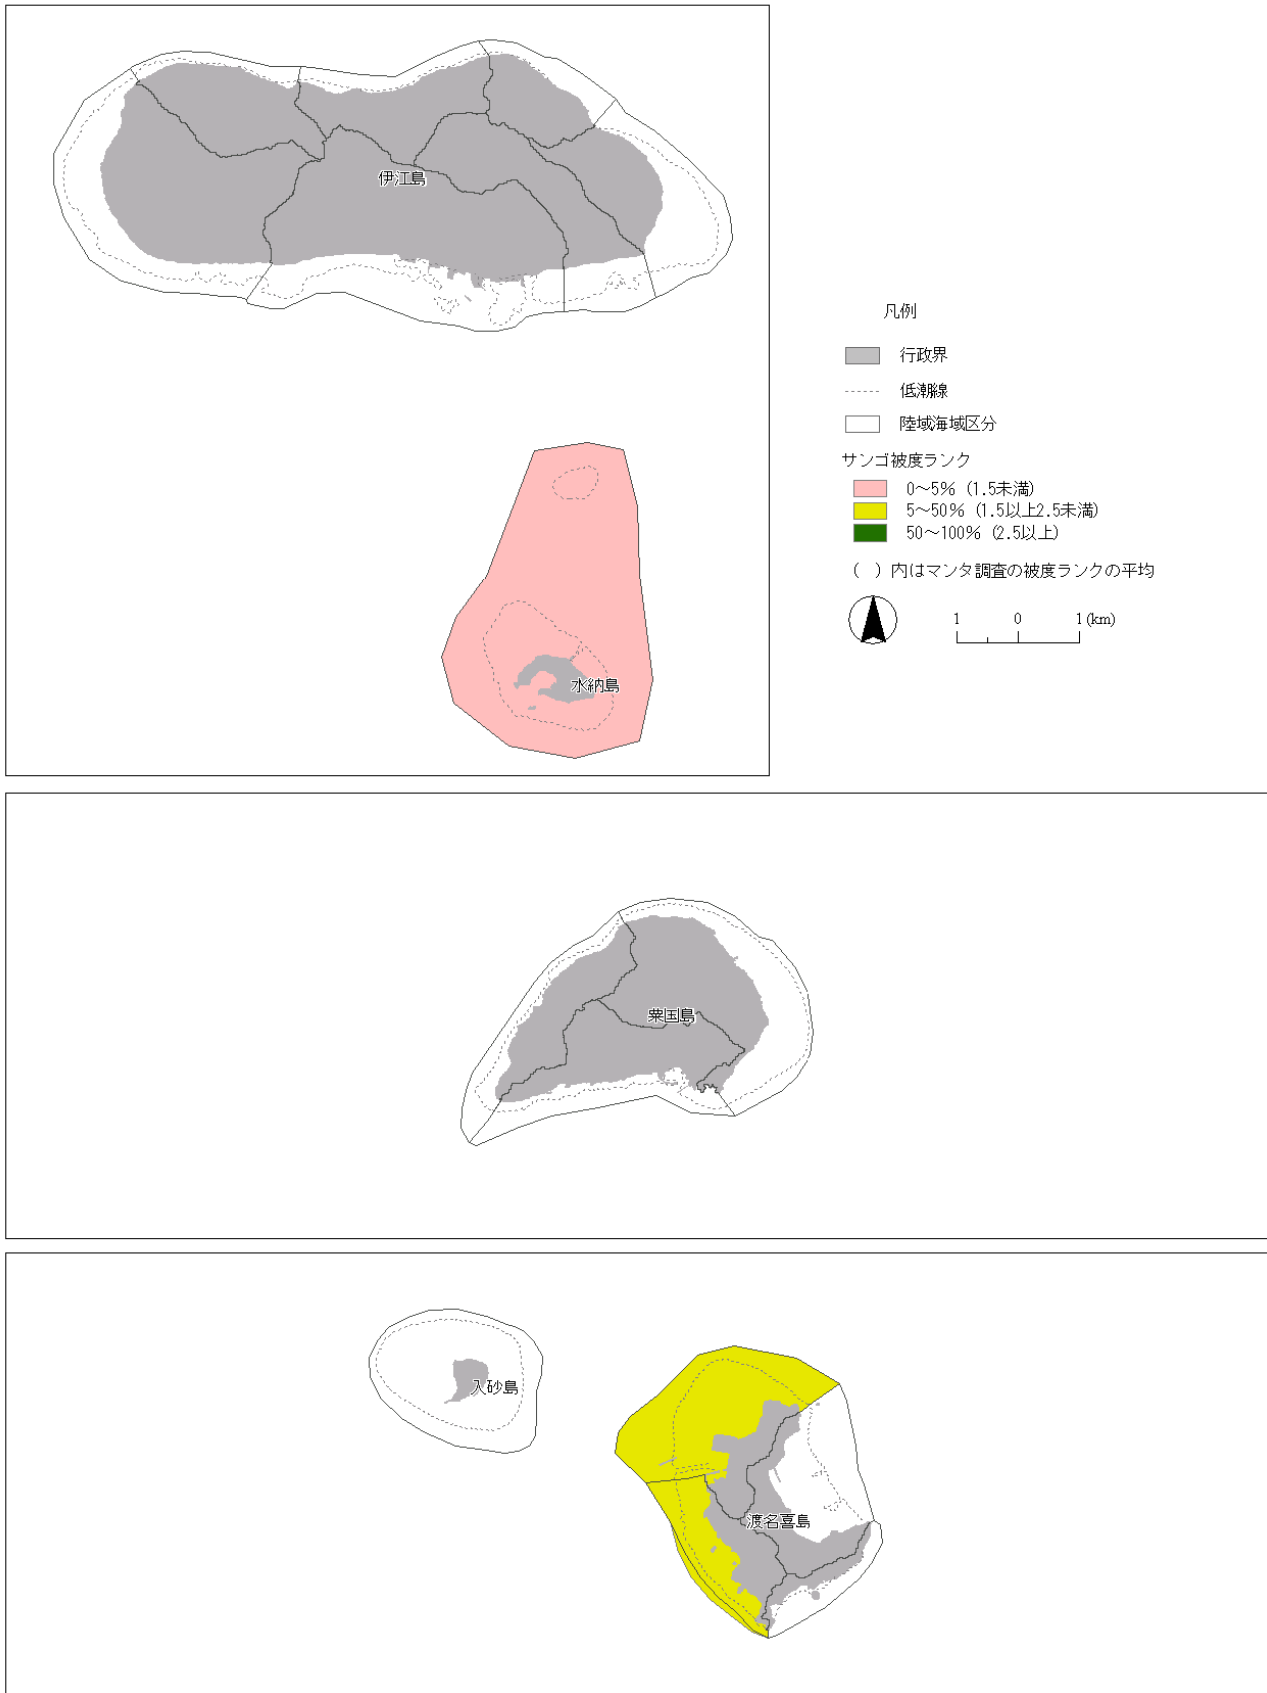 伊江島
凡例
行政界
低潮線
陸域海域区分
サンゴ被度ランク
0～5% (1.5未満)
5～50% (1.5以上2.5未満)
50～100% (2.5以上)
(　) 内はマンタ調査の被度ランクの平均
1 0 1 (km)
水納島
粟国島
入砂島
渡名喜島